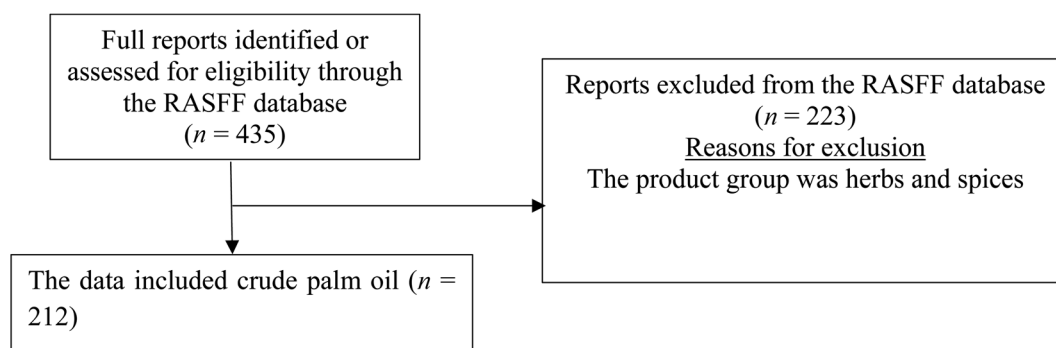 Full reports identified or
assessed for eligibility through
the RASFF database
(n = 435)
Reports excluded from the RASFF database
(n = 223)
Reasons for exclusion
The product group was herbs and spices
The data included crude palm oil (n =
212)